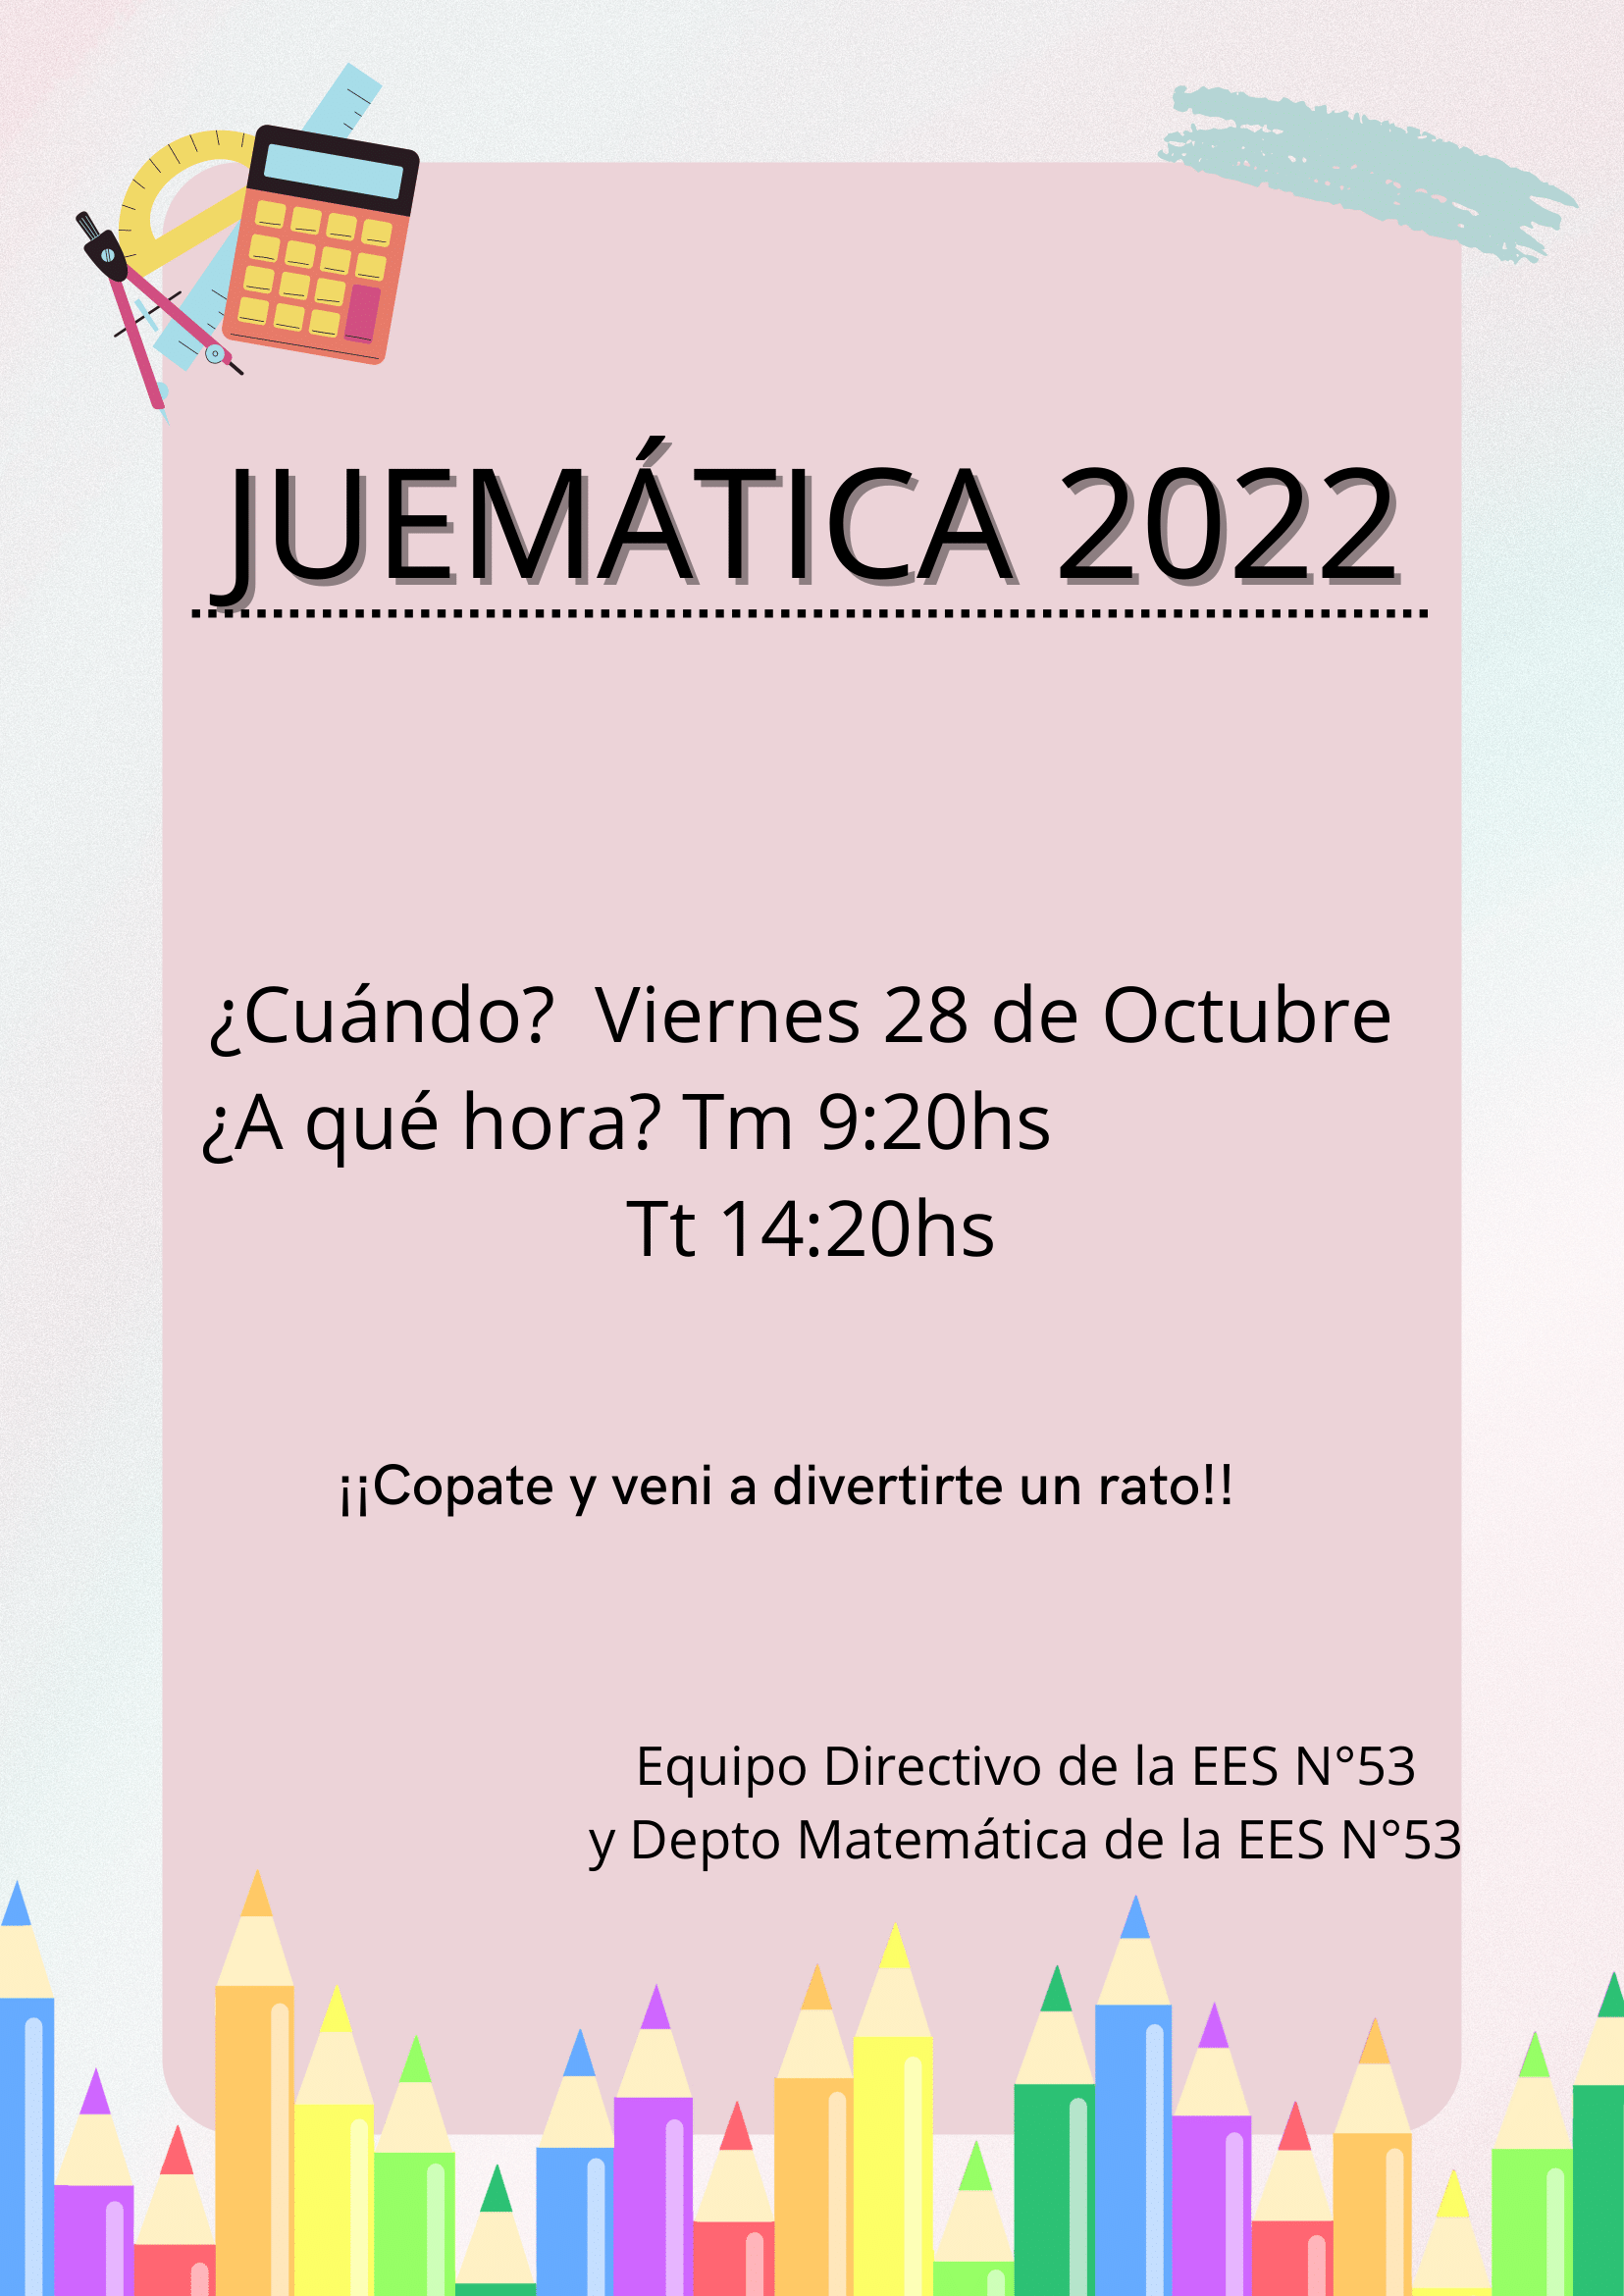 JUEMÁTICA 2022
¿Cuándo?  Viernes 28 de Octubre
¿A qué hora? Tm 9:20hs
Tt 14:20hs
¡¡Copate y veni a divertirte un rato!!
Equipo Directivo de la EES N°53
y Depto Matemática de la EES N°53